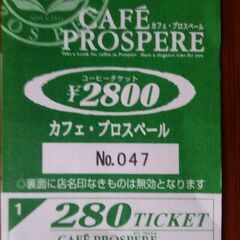 CAFÉ カフェ・プロスペール
PROSPERE
コーヒーチケット
¥2800
カフェ・プロスペール
No.047
◎裏面に店名印なきものは無効となります
1
280 TICKET
CAFÉ PROSPERE